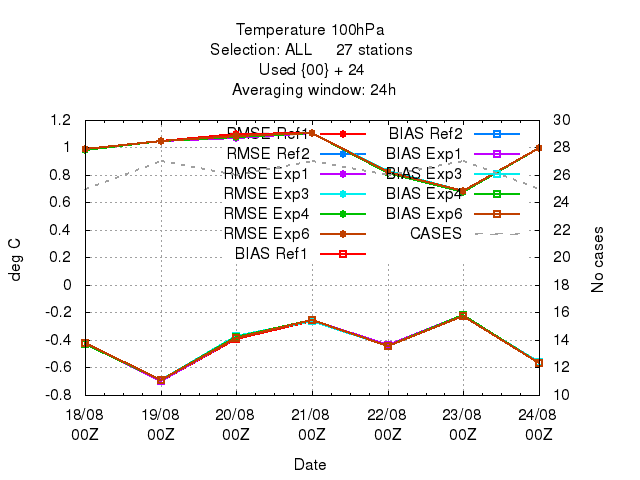 Temperature 100hPa
Selection: ALL 27 stations
Used {00} + 24
Averaging window: 24h
1.2
1
0.8
0.6
0.4
0.2
0
-0.2
-0.4
-0.6
-0.8
deg C
30
28
26
24
22
20
18
16
14
12
10
No cases
RMSE Ref1
RMSE Ref2
RMSE Exp1
RMSE Exp3
RMSE Exp4
RMSE Exp6
BIAS Ref1
BIAS Ref2
BIAS Exp1
BIAS Exp3
BIAS Exp4
BIAS Exp6
CASES
18/08 19/08 20/08 21/08 22/08 23/08 24/08
00Z 00Z 00Z 00Z 00Z 00Z 00Z
Date